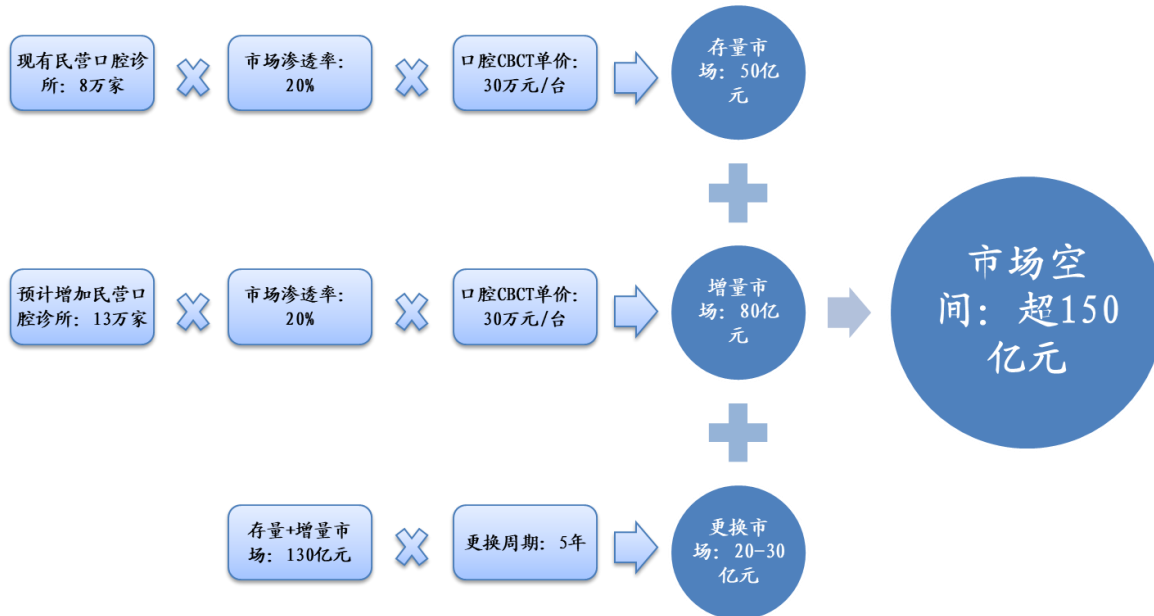 现有民营口腔诊
所：8万家
市场渗透率：
20%
口腔CBCT单价：
30万元/台
存量市
场：50亿
元
预计增加民营口
腔诊所：13万家
市场渗透率：
20%
口腔CBCT单价：
30万元/台
增量市
场：80亿
元
市场空
间：超150
亿元
存量+增量市
场：130亿元
更换周期：5年
更换市
场：20-30
亿元